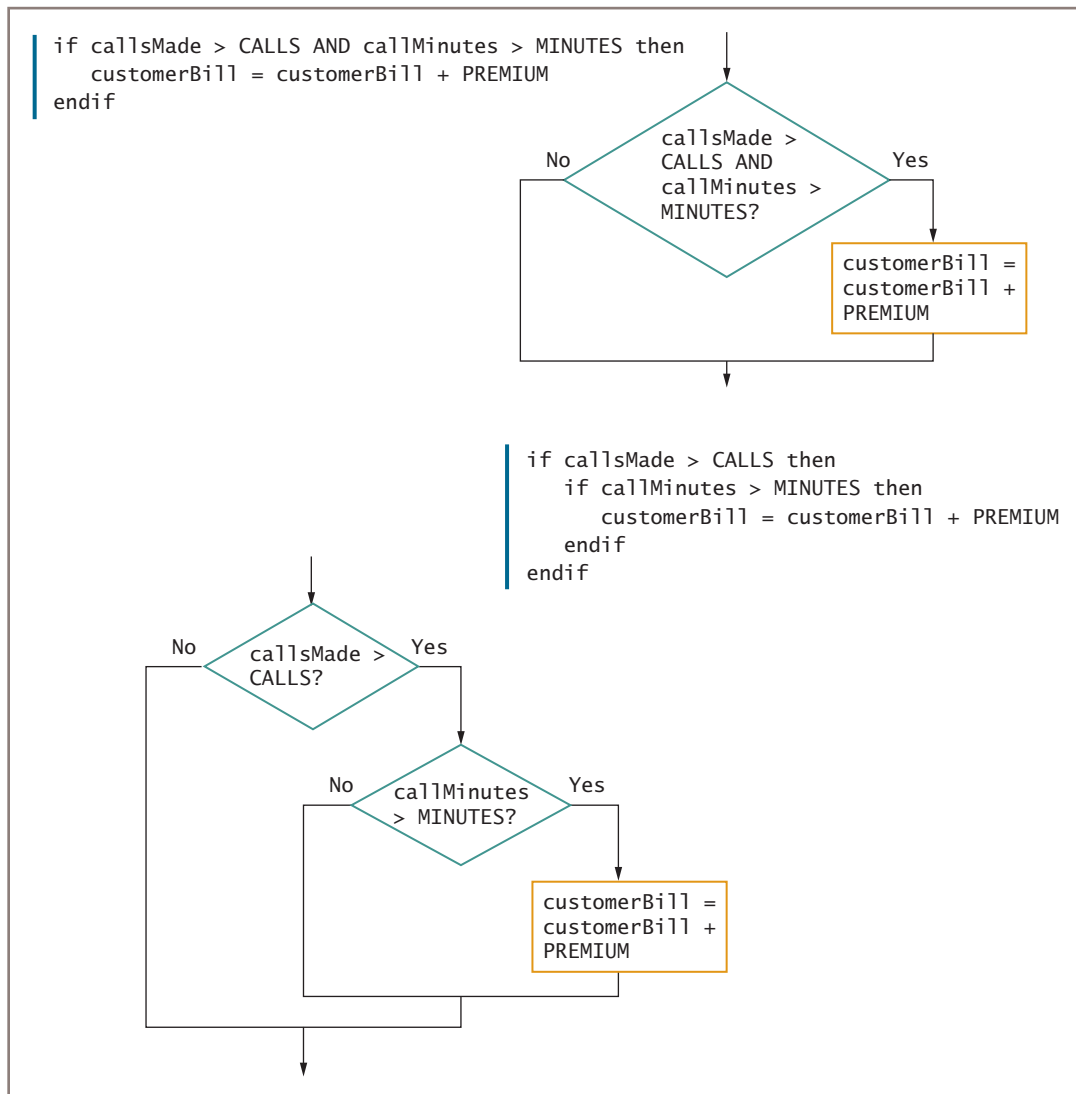 if callsMade > CALLS AND callMinutes > MINUTES then
   customerBill = customerBill + PREMIUM
endif
callsMade >
CALLS AND
callMinutes >
MINUTES?
No
Yes
customerBill =
customerBill +
PREMIUM
if callsMade > CALLS then
   if callMinutes > MINUTES then
      customerBill = customerBill + PREMIUM
   endif
endif
No
callsMade >
CALLS?
Yes
No
callMinutes
> MINUTES?
Yes
customerBill =
customerBill +
PREMIUM